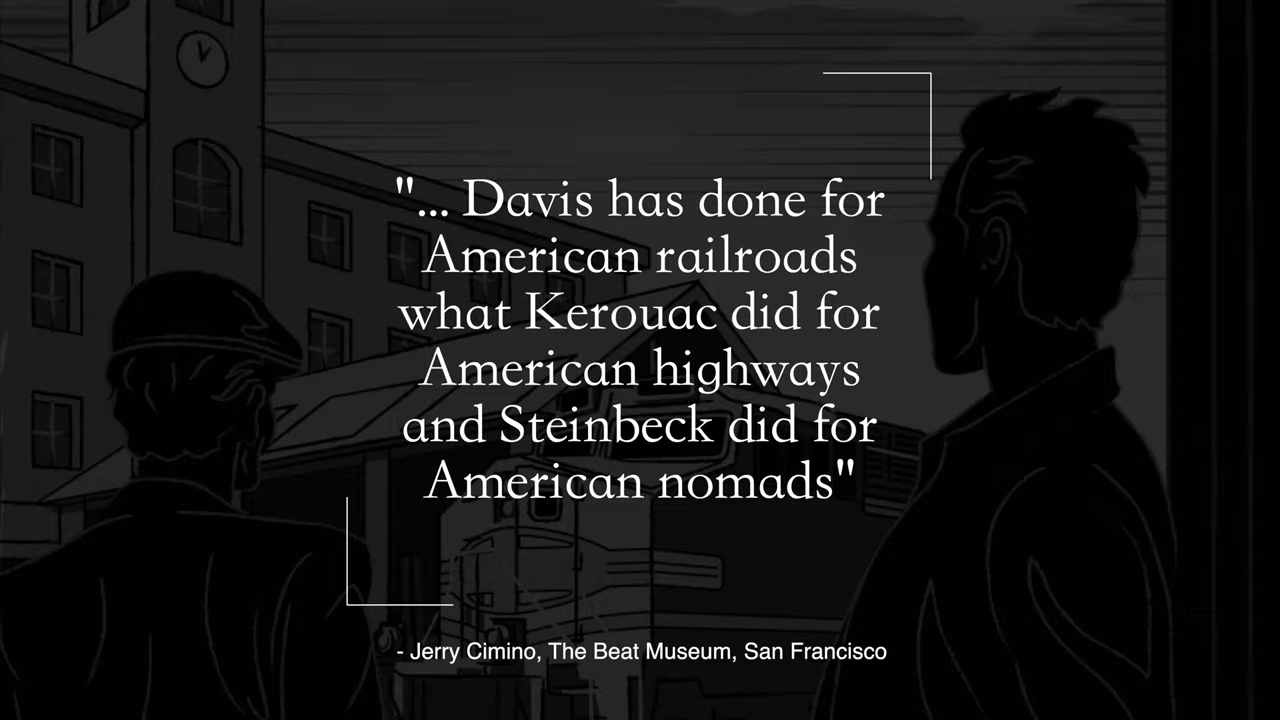 "... Davis has done for
American railroads
what Kerouac did for
American highways
and Steinbeck did for
American nomads"
- Jerry Cimino, The Beat Museum, San Francisco